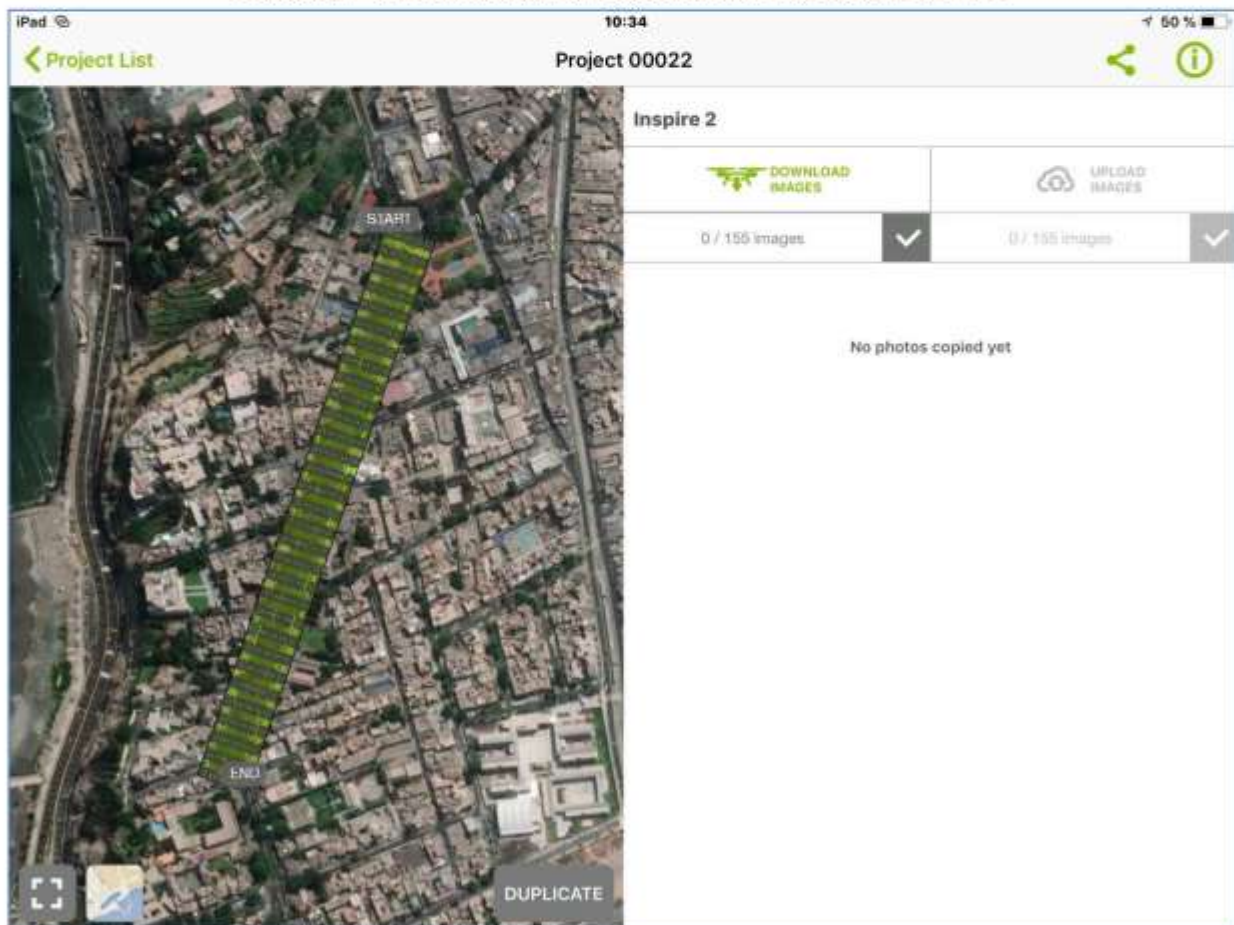 iPad
10:34
50 %
Project List
Project 00022
Inspire 2
DOWNLOAD
IMAGES
UPLOAD
IMAGES
0 / 155 images
0 / 155 images
No photos copied yet
START
END
DUPLICATE